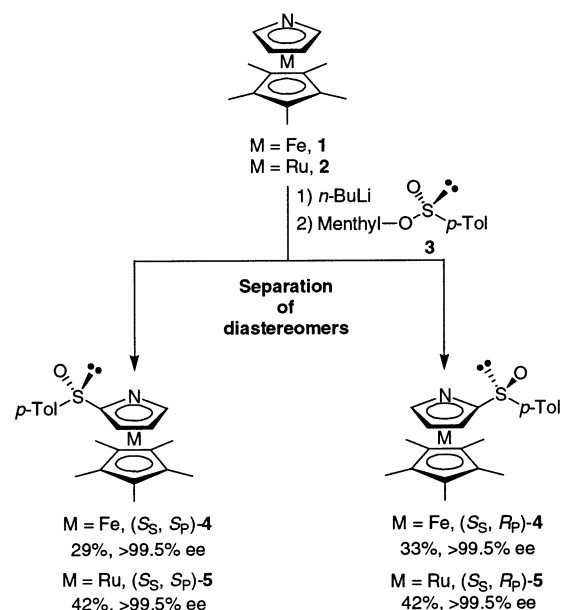 N
M
M = Fe, 1
M = Ru, 2
1) n-BuLi
2) Menthyl—O
O
S
p-Tol
3
Separation
of
diastereomers
O
S
N
p-Tol
M
M = Fe, (SS, SP)-4
29%, >99.5% ee
M = Ru, (SS, SP)-5
42%, >99.5% ee
N
S
O
p-Tol
M
M = Fe, (SS, RP)-4
33%, >99.5% ee
M = Ru, (SS, RP)-5
42%, >99.5% ee